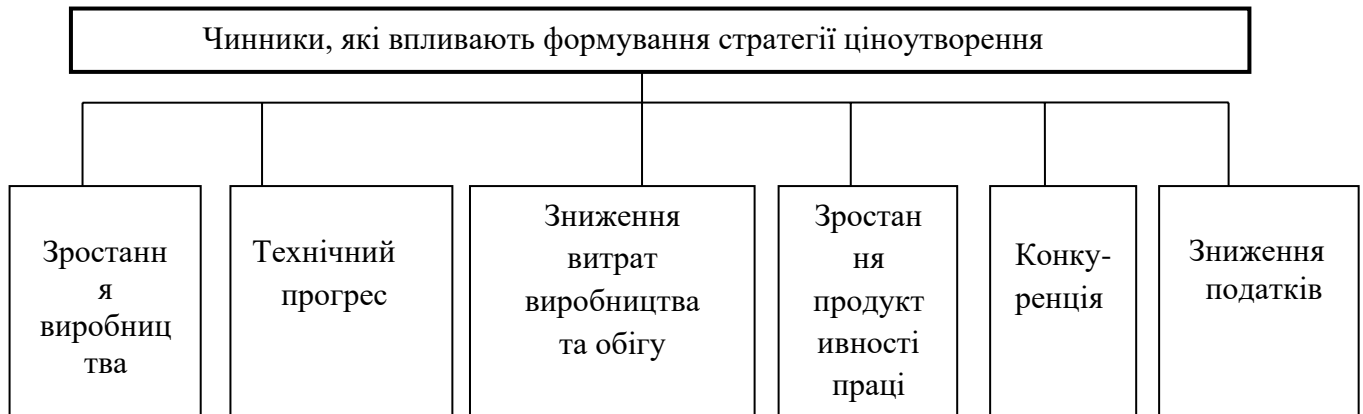 Чинники, які впливають формування стратегії ціноутворення
Зростанн
я
виробниц
тва
Технічний
прогрес
Зниження
витрат
виробництва
та обігу
Зростан
ня
продукт
ивності
праці
Конку-
ренція
Зниження
податків